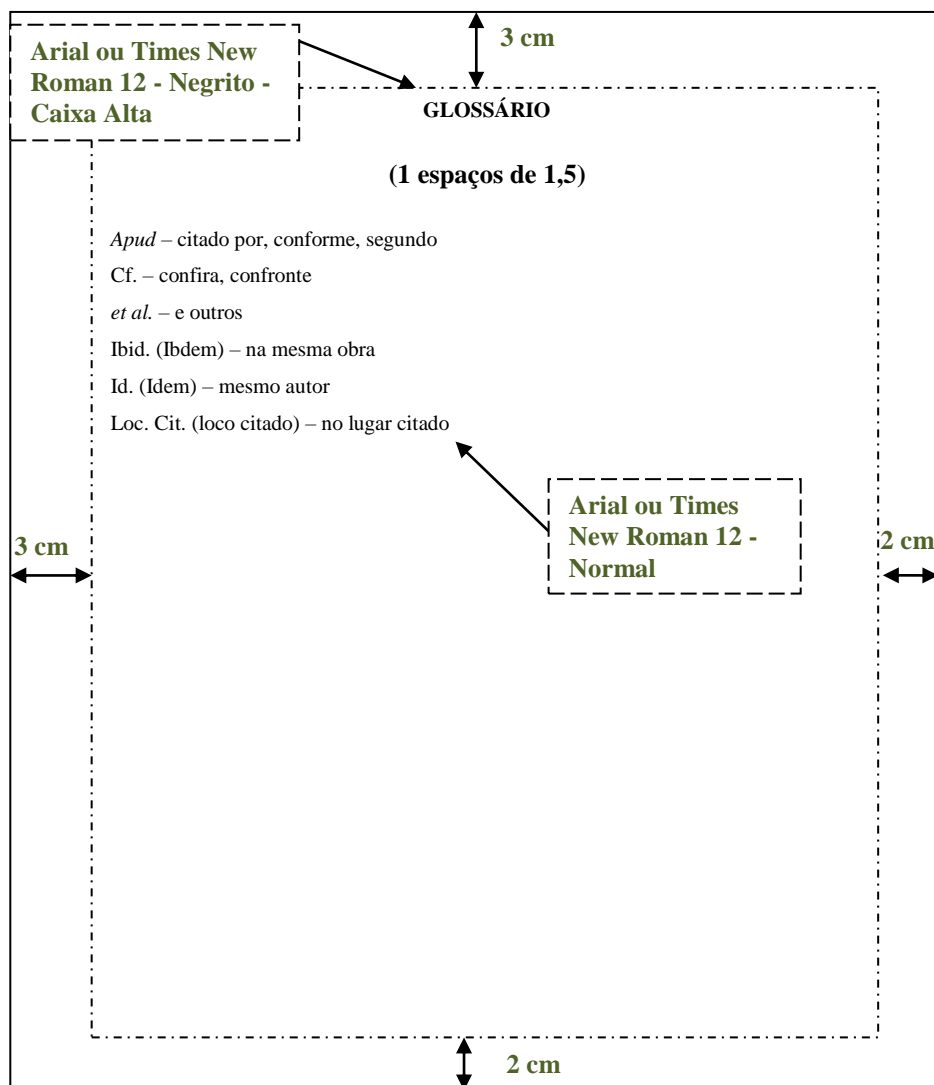 3 cm
Arial ou Times New
Roman 12 - Negrito -
Caixa Alta
GLOSSÁRIO
(1 espaços de 1,5)
Apud – citado por, conforme, segundo
Cf. – confira, confronte
et al. – e outros
Ibid. (Ibdem) – na mesma obra
Id. (Idem) – mesmo autor
Loc. Cit. (loco citado) – no lugar citado
Arial ou Times
New Roman 12 -
Normal
3 cm
2 cm
2 cm